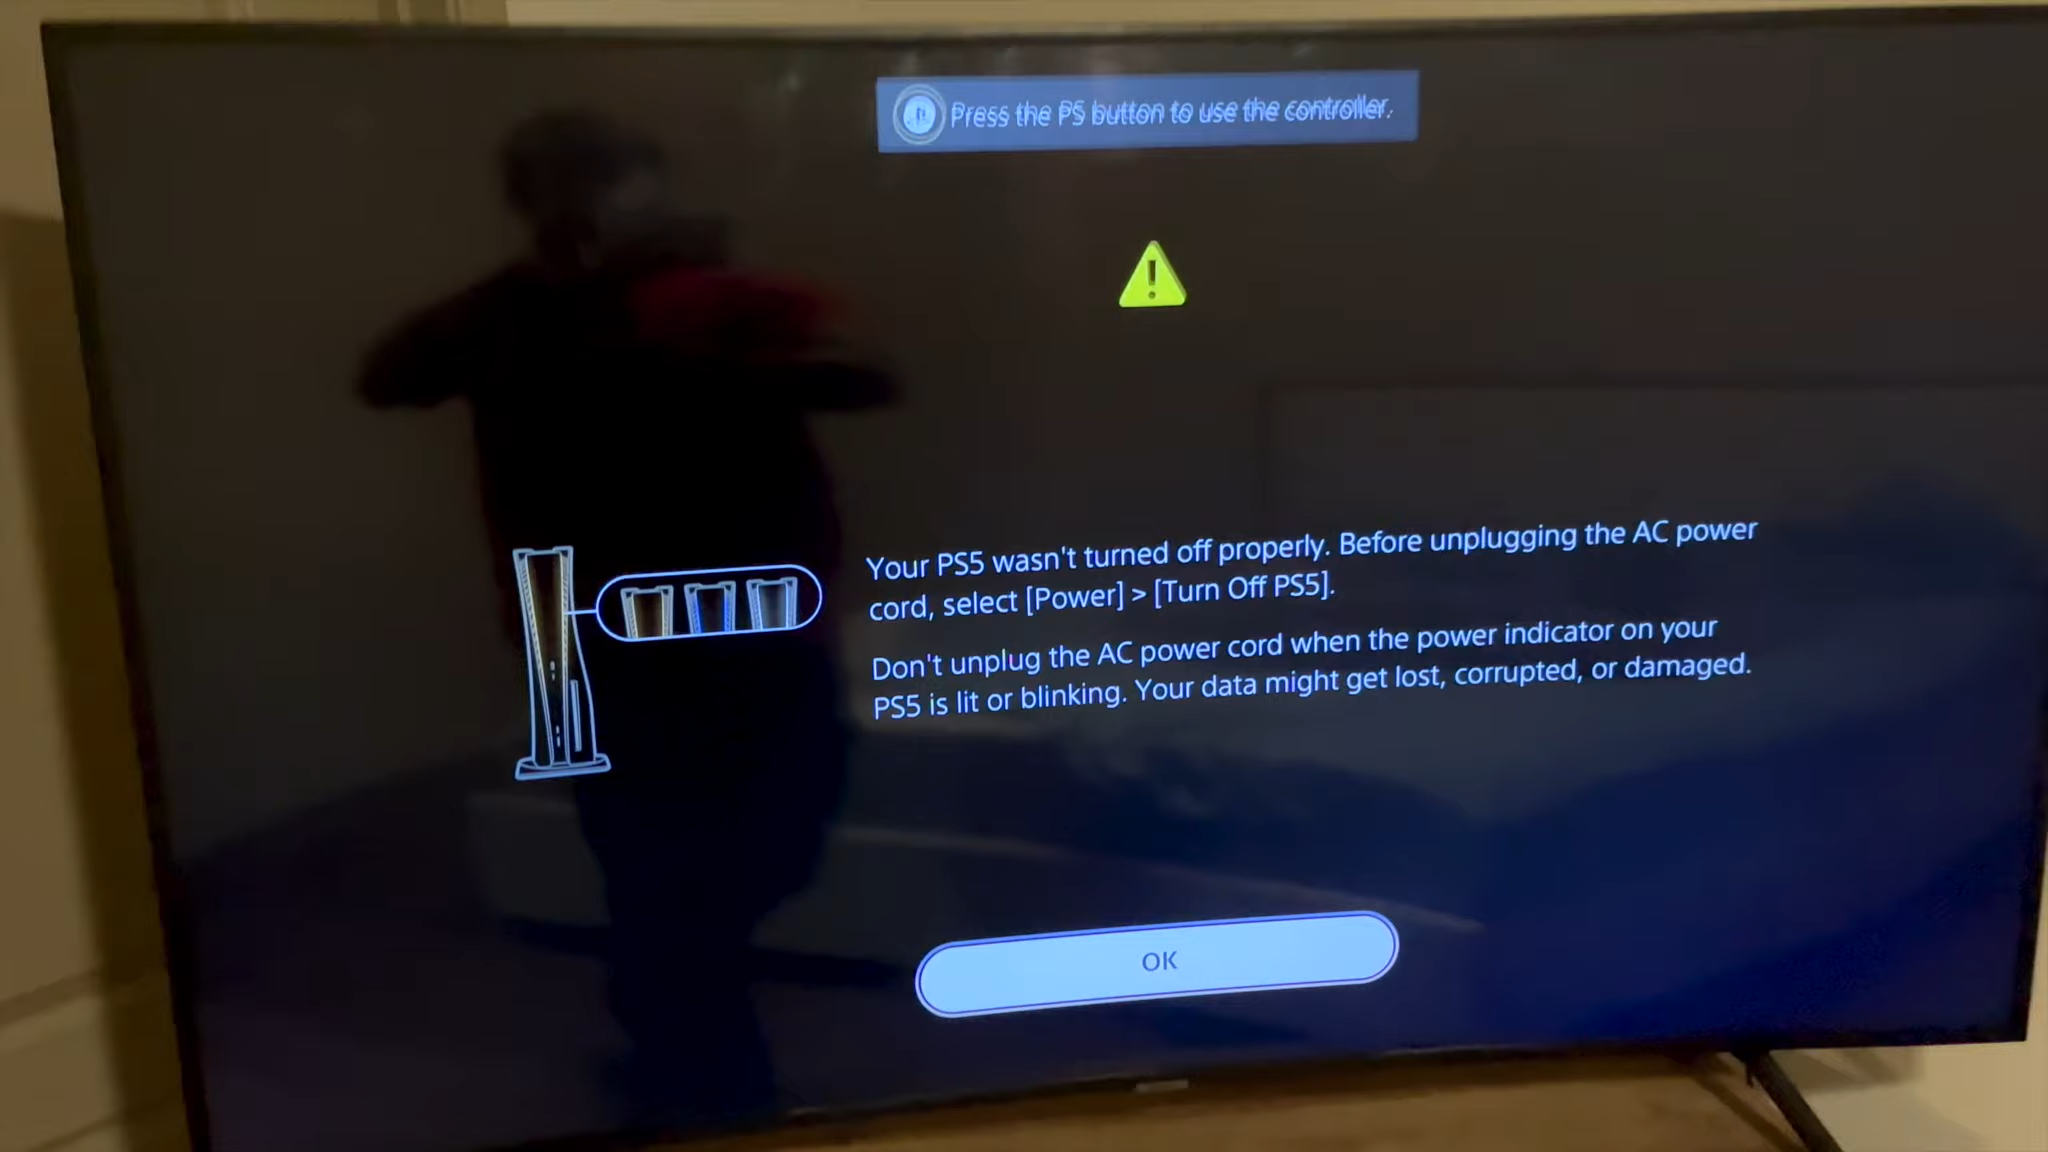 Press the PS button to use the controller.
Your PS5 wasn't turned off properly. Before unplugging the AC power
cord, select [Power] > [Turn Off PS5].
Don't unplug the AC power cord when the power indicator on your
PS5 is lit or blinking. Your data might get lost, corrupted, or damaged.
OK